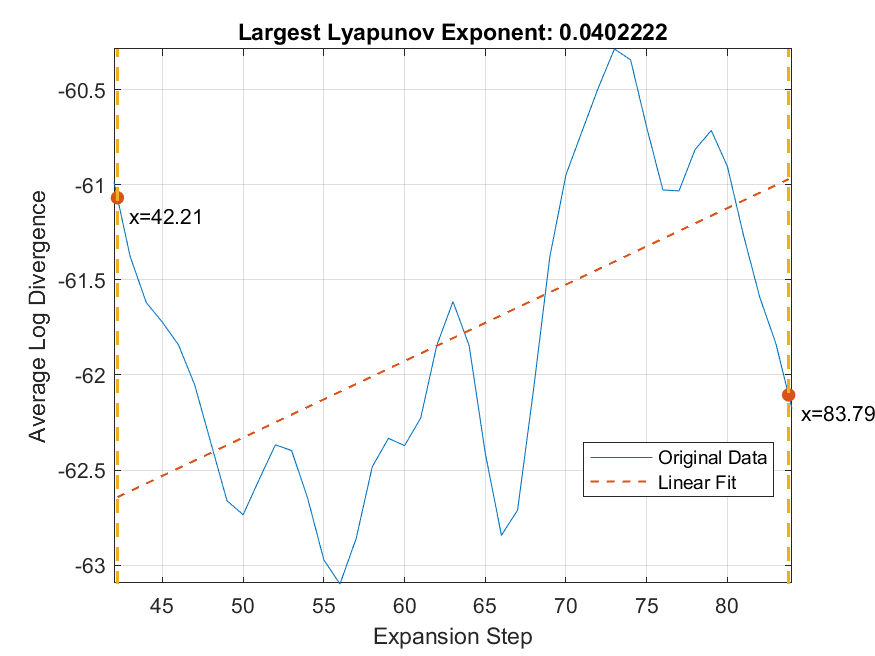 Largest Lyapunov Exponent: 0.0402222
Average Log Divergence
-60.5
-61
-61.5
-62
-62.5
-63
x=42.21
x=83.79
Original Data
Linear Fit
45 50 55 60 65 70 75 80
Expansion Step